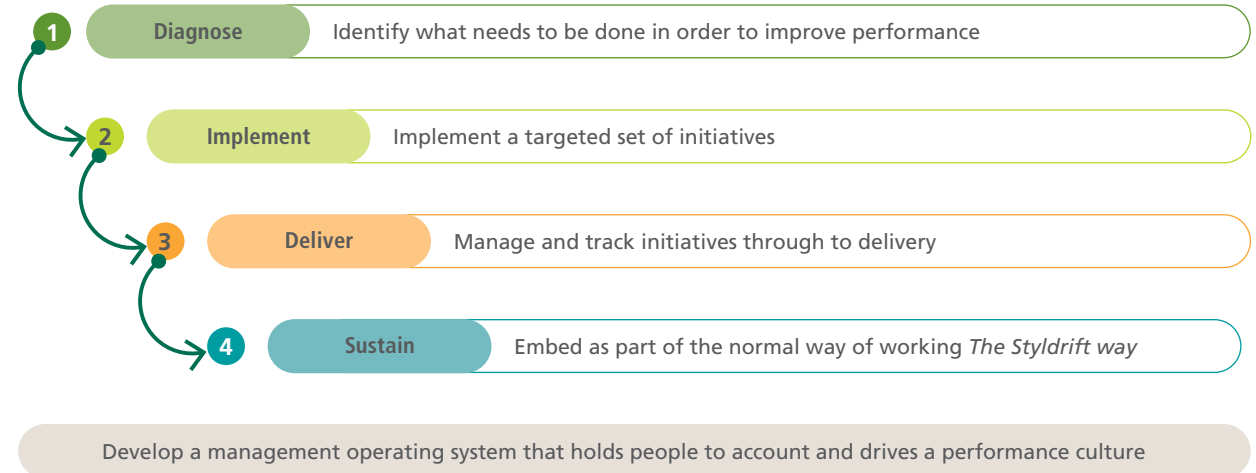 1 Diagnose Identify what needs to be done in order to improve performance
2 Implement Implement a targeted set of initiatives
3 Deliver Manage and track initiatives through to delivery
4 Sustain Embed as part of the normal way of working The Styldrift way
Develop a management operating system that holds people to account and drives a performance culture